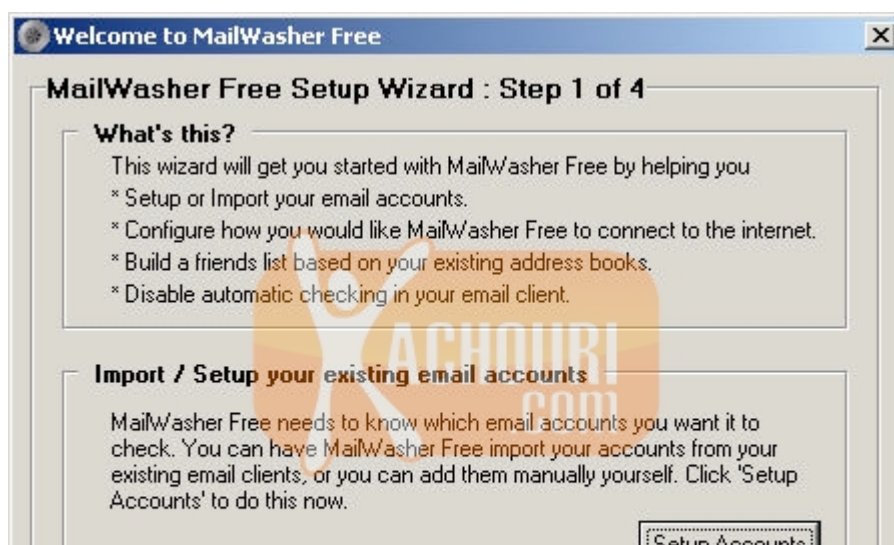 Welcome to MailWasher Free
MailWasher Free Setup Wizard : Step 1 of 4
What's this?
This wizard will get you started with MailWasher Free by helping you
* Setup or Import your email accounts.
* Configure how you would like MailWasher Free to connect to the internet.
* Build a friends list based on your existing address books.
* Disable automatic checking in your email client.
KACHOURI
.COM
Import / Setup your existing email accounts
MailWasher Free needs to know which email accounts you want it to
check. You can have MailWasher Free import your accounts from your
existing email clients, or you can add them manually yourself. Click 'Setup
Accounts' to do this now.
Setup Accounts